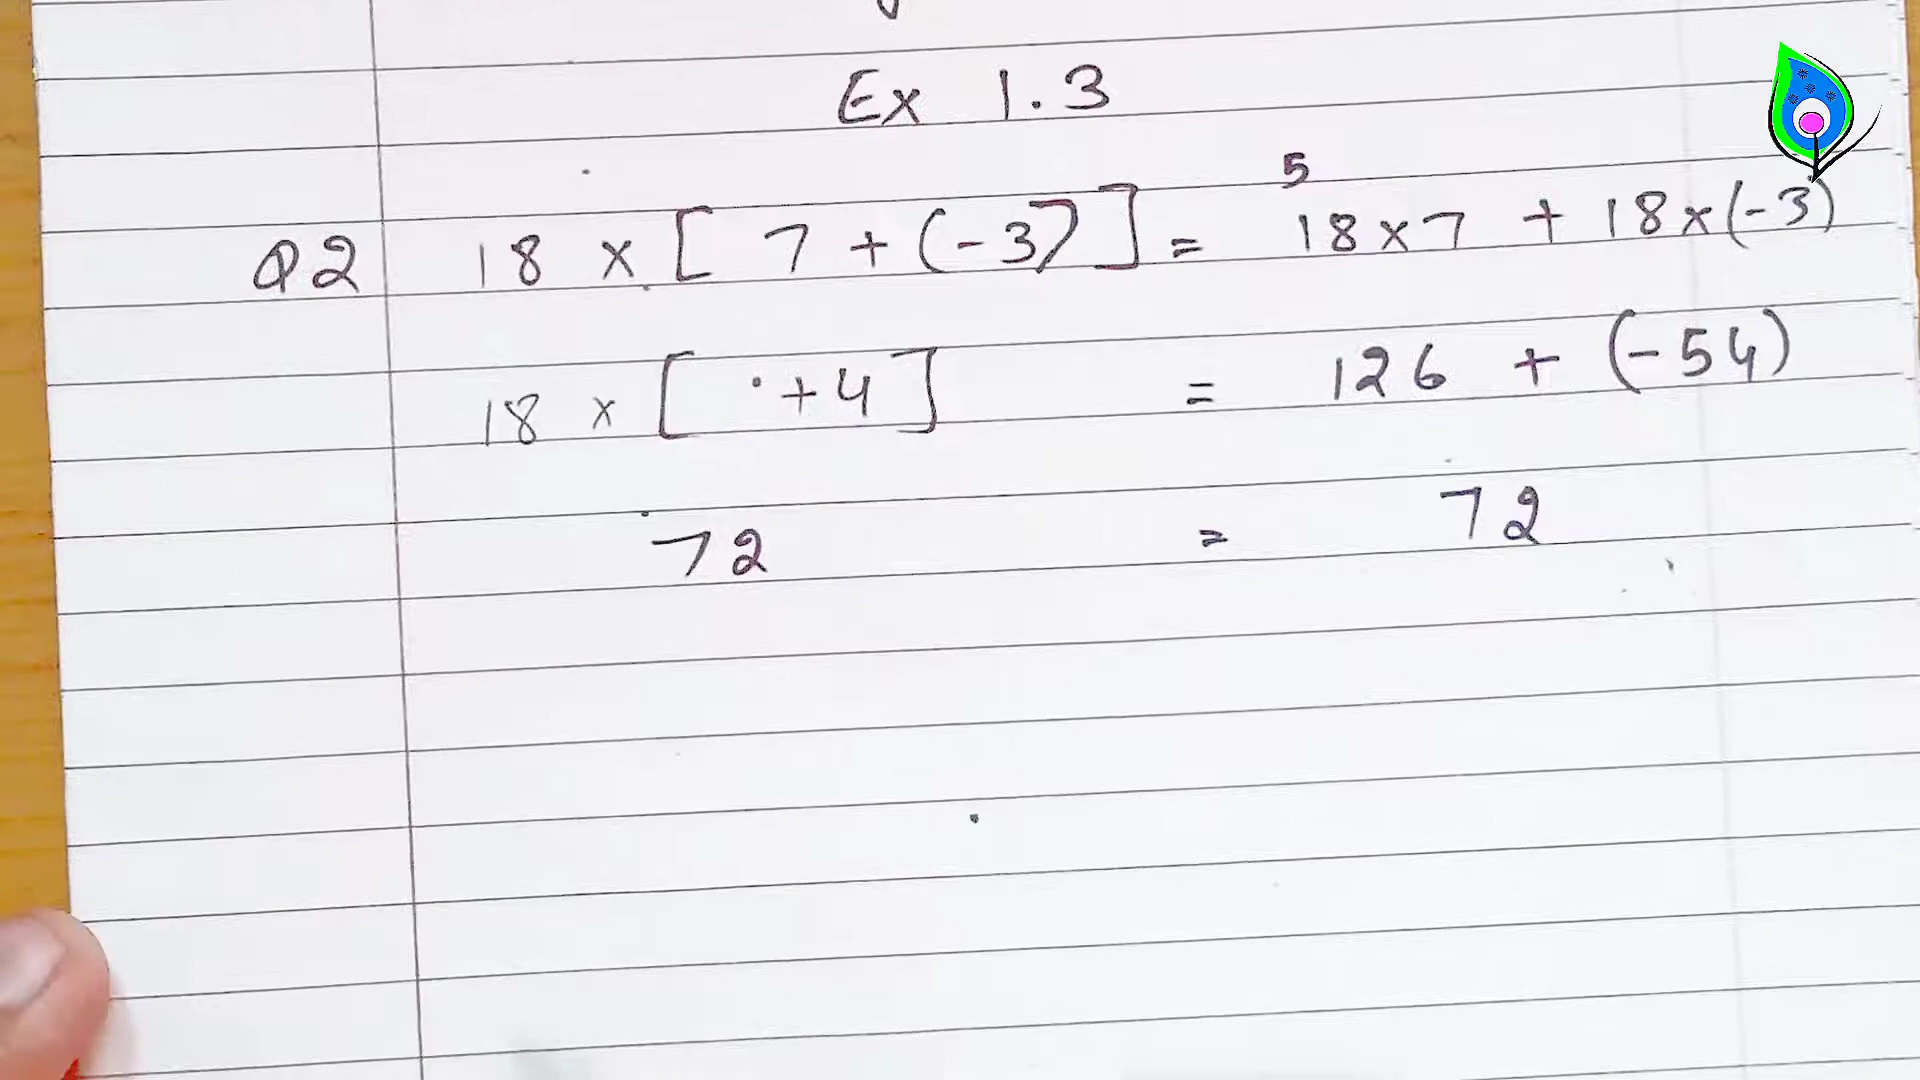 Ex 1.3
5
Q2 18 × [ 7 + (-3) ] = 18×7 + 18×(-3)
18 × [ +4 ] = 126 + (-54)
72 = 72